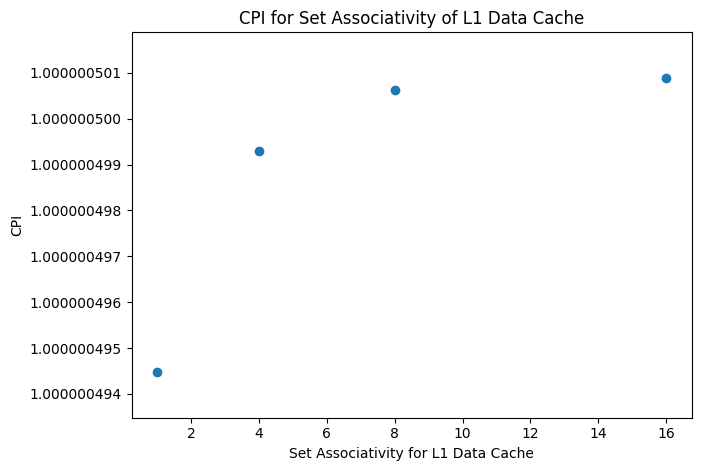 CPI for Set Associativity of L1 Data Cache
1.000000501
1.000000500
1.000000499
1.000000498
1.000000497
1.000000496
1.000000495
1.000000494
CPI
2 4 6 8 10 12 14 16
Set Associativity for L1 Data Cache